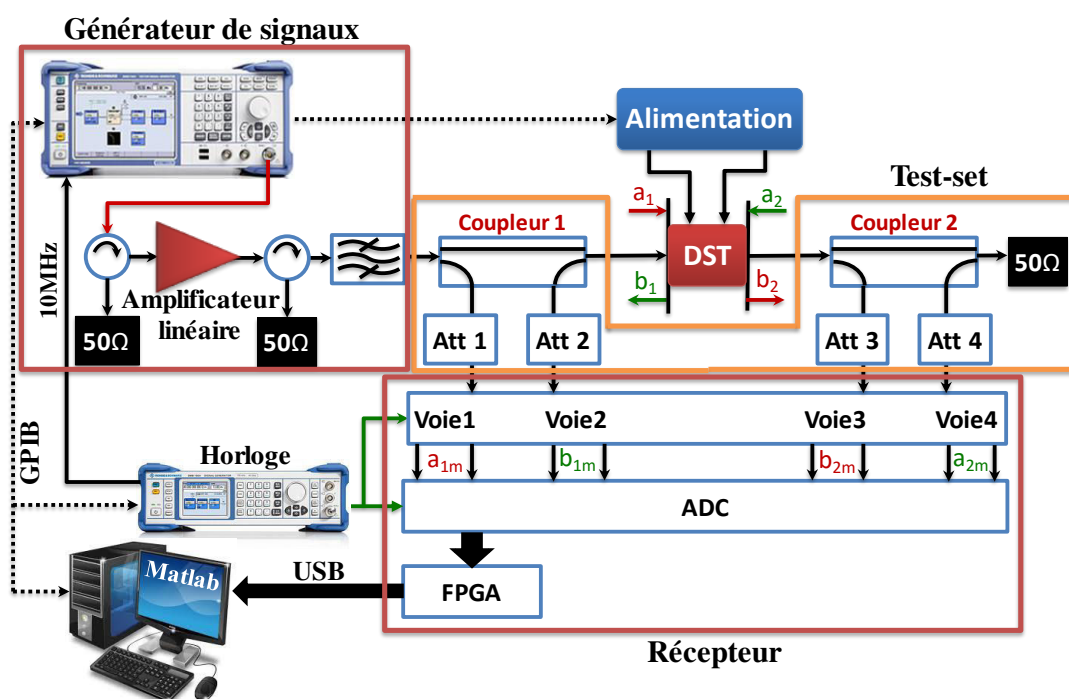 Générateur de signaux
Alimentation
Test-set
a1
a2
Coupleur 1
Coupleur 2
DST
50Ω
b1
b2
10MHz
Amplificateur
linéaire
50Ω
50Ω
Att 1
Att 2
Att 3
Att 4
Voie1
Voie2
Voie3
Voie4
GPIB
Horloge
a1m
b1m
b2m
a2m
ADC
Matlab
USB
FPGA
Récepteur